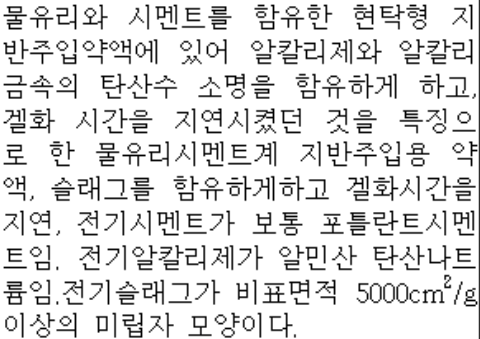 물유리와 시멘트를 함유한 현탁형 지
반주입약액에 있어 알칼리제와 알칼리
금속의 탄산수 소명을 함유하게 하고,
겔화 시간을 지연시켰던 것을 특징으
로 한 물유리시멘트계 지반주입용 약
액, 슬래그를 함유하게하고 겔화시간을
지연, 전기시멘트가 보통 포틀란트시멘
트임. 전기알칼리제가 알민산 탄산나트
륨임.전기슬래그가 비표면적 5000cm²/g
이상의 미립자 모양이다.